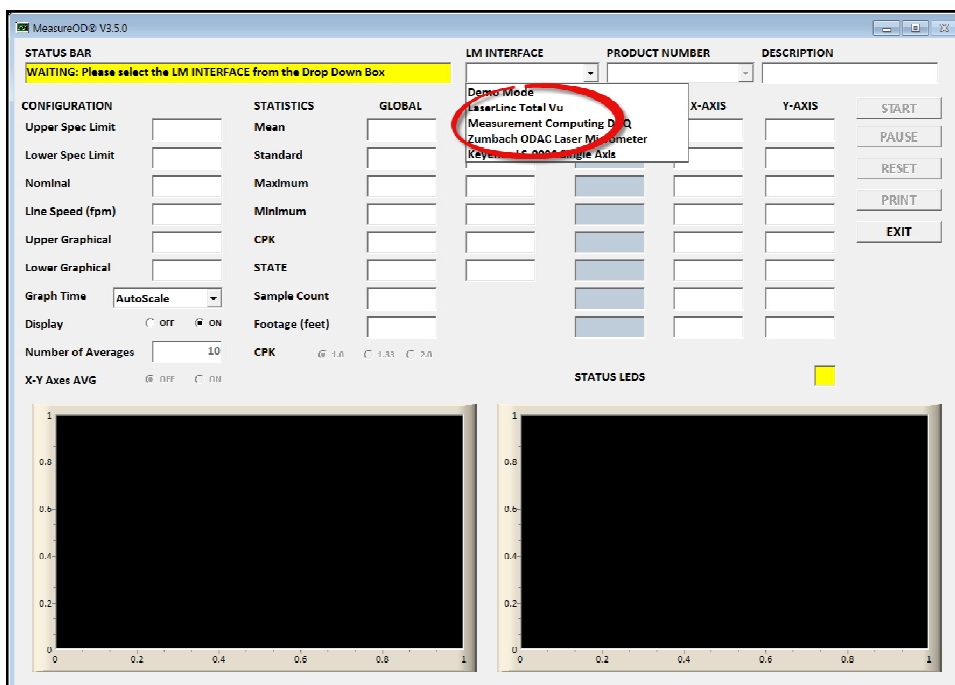 MeasureOD® V3.5.0
STATUS BAR
LM INTERFACE
PRODUCT NUMBER
DESCRIPTION
WAITING: Please select the LM INTERFACE from the Drop Down Box
Demo Mode
LaserLinc Total Vu
Measurement Computing
Zumbach ODAC Laser Micrometer
Single Axis
CONFIGURATION
Upper Spec Limit
Lower Spec Limit
Nominal
Line Speed (fpm)
Upper Graphical
Lower Graphical
Graph Time AutoScale
Display OFF ON
Number of Averages 10
X-Y Axes AVG OFF ON
STATISTICS GLOBAL X-AXIS Y-AXIS
Mean
Standard
Maximum
Minimum
CPK
STATE
Sample Count
Footage (feet)
CPK 1.0 1.33 2.0
STATUS LEDS
START
PAUSE
RESET
PRINT
EXIT
1
0.8
0.6
0.4
0.2
0
0 0.2 0.4 0.6 0.8 1
1
0.8
0.6
0.4
0.2
0
0 0.2 0.4 0.6 0.8 1